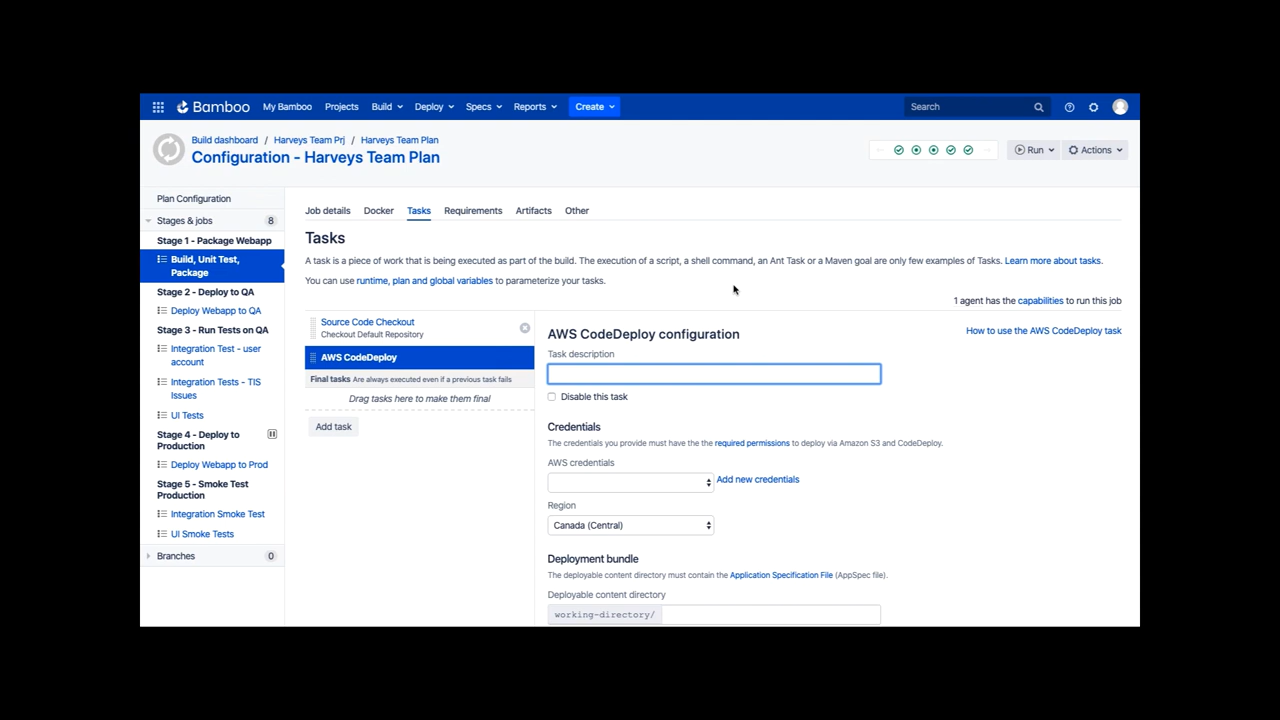 Bamboo My Bamboo Projects Build Deploy Specs Reports Create Search
Build dashboard / Harveys Team Prj / Harveys Team Plan
Configuration - Harveys Team Plan
Run Actions
Plan Configuration
Stages & jobs 8
Stage 1 - Package Webapp
Build, Unit Test,
Package
Stage 2 - Deploy to QA
Deploy Webapp to QA
Stage 3 - Run Tests on QA
Integration Test - user
account
Integration Tests - TIS
Issues
UI Tests
Stage 4 - Deploy to
Production
Deploy Webapp to Prod
Stage 5 - Smoke Test
Production
Integration Smoke Test
UI Smoke Tests
Branches 0
Job details Docker Tasks Requirements Artifacts Other
Tasks
A task is a piece of work that is being executed as part of the build. The execution of a script, a shell command, an Ant Task or a Maven goal are only few examples of Tasks. Learn more about tasks.
You can use runtime, plan and global variables to parameterize your tasks.
1 agent has the capabilities to run this job
Source Code Checkout
Checkout Default Repository
AWS CodeDeploy
Final tasks Are always executed even if a previous task fails
Drag tasks here to make them final
Add task
AWS CodeDeploy configuration
How to use the AWS CodeDeploy task
Task description
Disable this task
Credentials
The credentials you provide must have the the required permissions to deploy via Amazon S3 and CodeDeploy.
AWS credentials
Add new credentials
Region
Canada (Central)
Deployment bundle
The deployable content directory must contain the Application Specification File (AppSpec file).
Deployable content directory
working-directory/